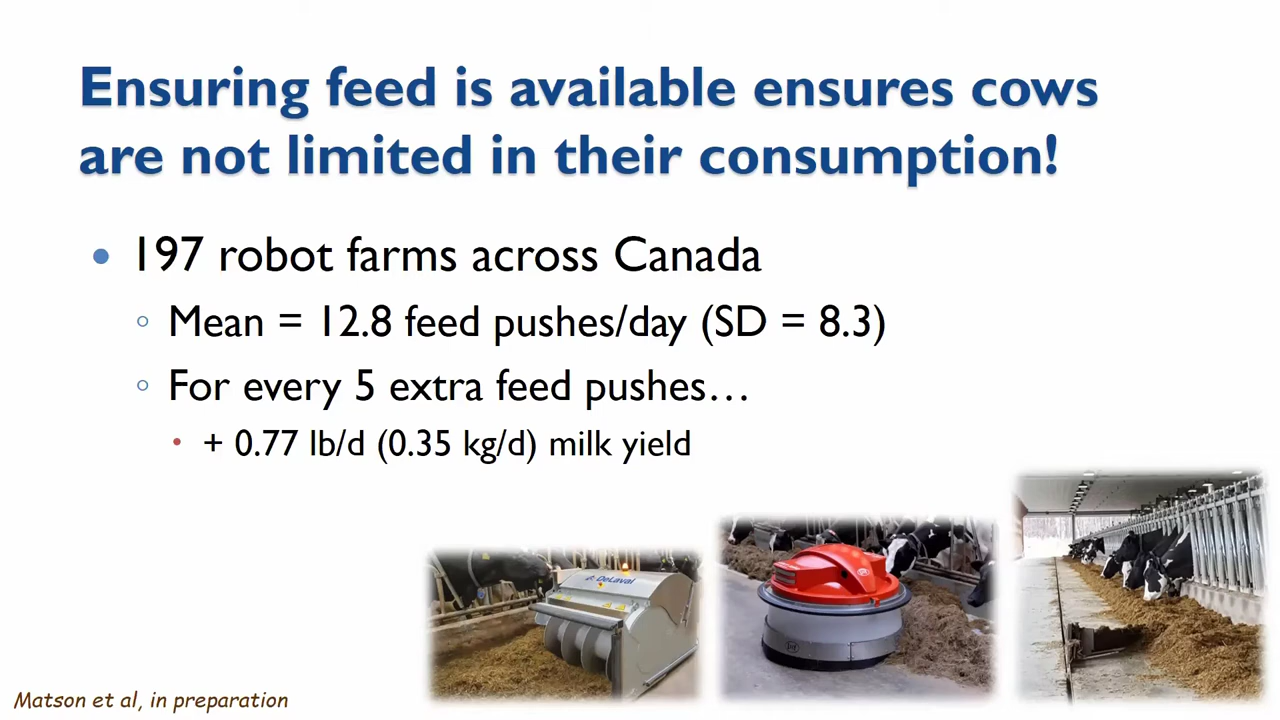 Ensuring feed is available ensures cows
are not limited in their consumption!
• 197 robot farms across Canada
◦ Mean = 12.8 feed pushes/day (SD = 8.3)
◦ For every 5 extra feed pushes…
• + 0.77 lb/d (0.35 kg/d) milk yield
DeLaval
Matson et al, in preparation